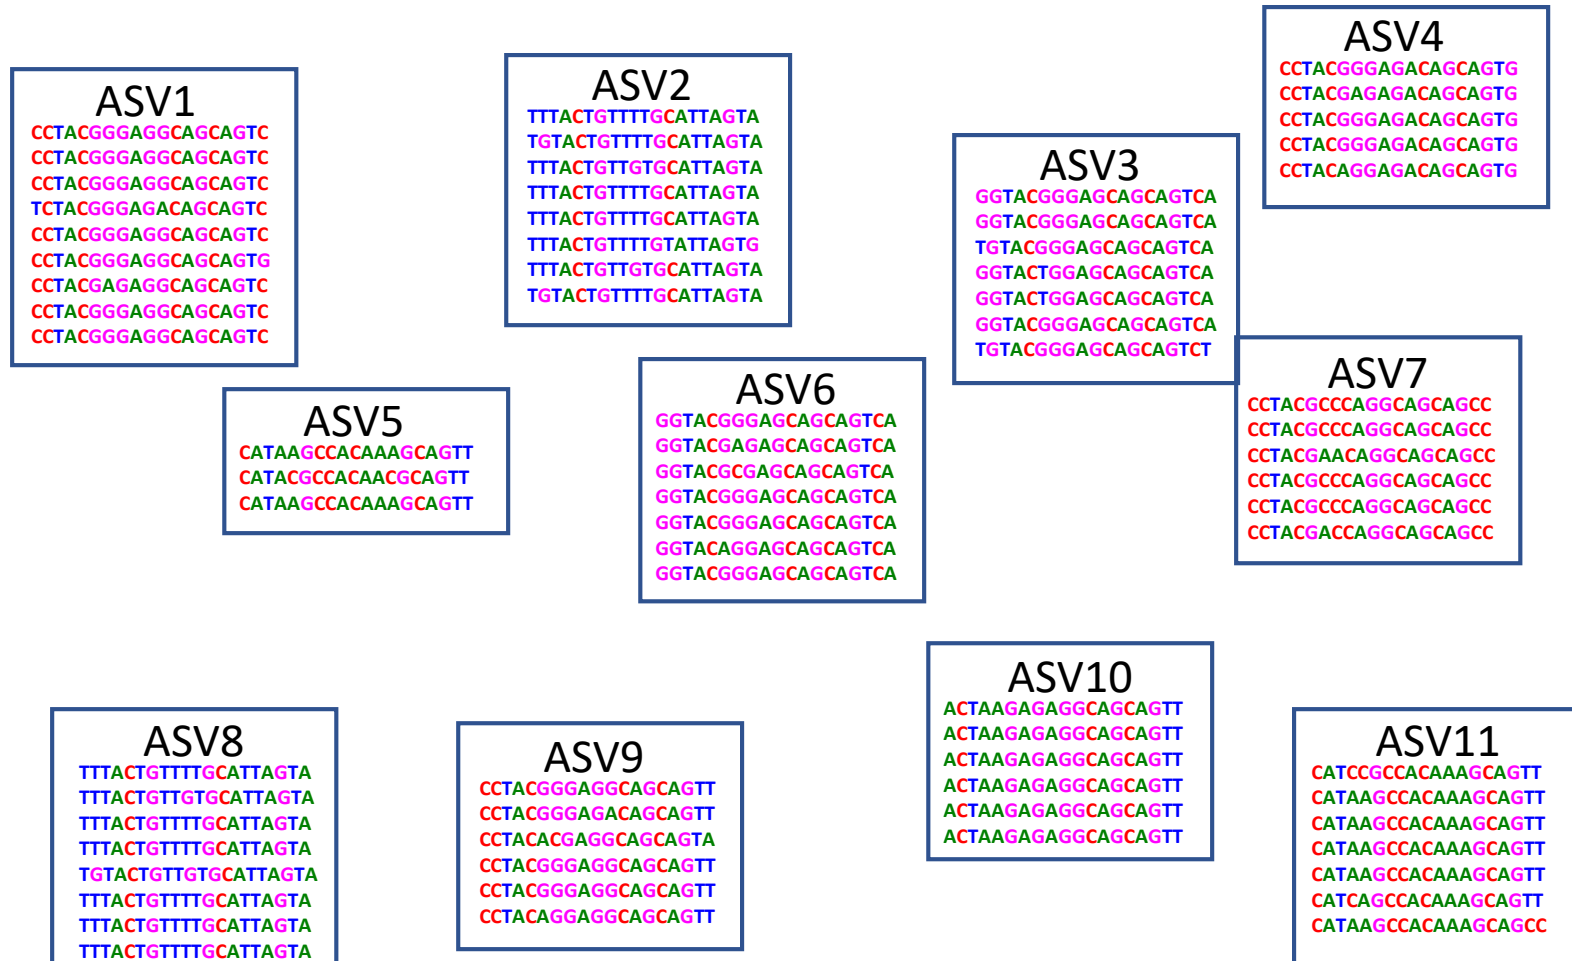 ASV1
CCTACGGGAGGCAGCAGTC
CCTACGGGAGGCAGCAGTC
CCTACGGGAGGCAGCAGTC
TCTACGGGAGACAGCAGTC
CCTACGGGAGGCAGCAGTC
CCTACGGGAGGCAGCAGTG
CCTACGAGAGGCAGCAGTC
CCTACGGGAGGCAGCAGTC
CCTACGGGAGGCAGCAGTC
ASV2
TTTACTGTTTTGCATTAGTA
TGTACTGTTTTGCATTAGTA
TTTACTGTTGTGCATTAGTA
TTTACTGTTTTGCATTAGTA
TTTACTGTTTTGCATTAGTA
TTTACTGTTTTGTATTAGTG
TTTACTGTTGTGCATTAGTA
TGTACTGTTTTGCATTAGTA
ASV3
GGTACGGGAGCAGCAGTCA
GGTACGGGAGCAGCAGTCA
TGTACGGGAGCAGCAGTCA
GGTACTGGAGCAGCAGTCA
GGTACTGGAGCAGCAGTCA
GGTACGGGAGCAGCAGTCA
TGTACGGGAGCAGCAGTCT
ASV4
CCTACGGGAGACAGCAGTG
CCTACGAGAGACAGCAGTG
CCTACGGGAGACAGCAGTG
CCTACGGGAGACAGCAGTG
CCTACAGGAGACAGCAGTG
ASV5
CATAAGCCACAAAGCAGTT
CATACGCCACAACGCAGTT
CATAAGCCACAAAGCAGTT
ASV6
GGTACGGGAGCAGCAGTCA
GGTACGAGAGCAGCAGTCA
GGTACGCGAGCAGCAGTCA
GGTACGGGAGCAGCAGTCA
GGTACGGGAGCAGCAGTCA
GGTACAGGAGCAGCAGTCA
GGTACGGGAGCAGCAGTCA
ASV7
CCTACGCCCAGGCAGCAGCC
CCTACGCCCAGGCAGCAGCC
CCTACGAACAGGCAGCAGCC
CCTACGCCCAGGCAGCAGCC
CCTACGCCCAGGCAGCAGCC
CCTACGACCAGGCAGCAGCC
ASV8
TTTACTGTTTTGCATTAGTA
TTTACTGTTGTGCATTAGTA
TTTACTGTTTTGCATTAGTA
TTTACTGTTTTGCATTAGTA
TGTACTGTTGTGCATTAGTA
TTTACTGTTTTGCATTAGTA
TTTACTGTTTTGCATTAGTA
TTTACTGTTTTGCATTAGTA
ASV9
CCTACGGGAGGCAGCAGTT
CCTACGGGAGACAGCAGTT
CCTACACGAGGCAGCAGTA
CCTACGGGAGGCAGCAGTT
CCTACGGGAGGCAGCAGTT
CCTACAGGAGGCAGCAGTT
ASV10
ACTAAGAGAGGCAGCAGTT
ACTAAGAGAGGCAGCAGTT
ACTAAGAGAGGCAGCAGTT
ACTAAGAGAGGCAGCAGTT
ACTAAGAGAGGCAGCAGTT
ACTAAGAGAGGCAGCAGTT
ASV11
CATCCGCCACAAAGCAGTT
CATAAGCCACAAAGCAGTT
CATAAGCCACAAAGCAGTT
CATAAGCCACAAAGCAGTT
CATAAGCCACAAAGCAGTT
CATCAGCCACAAAGCAGTT
CATAAGCCACAAAGCAGCC